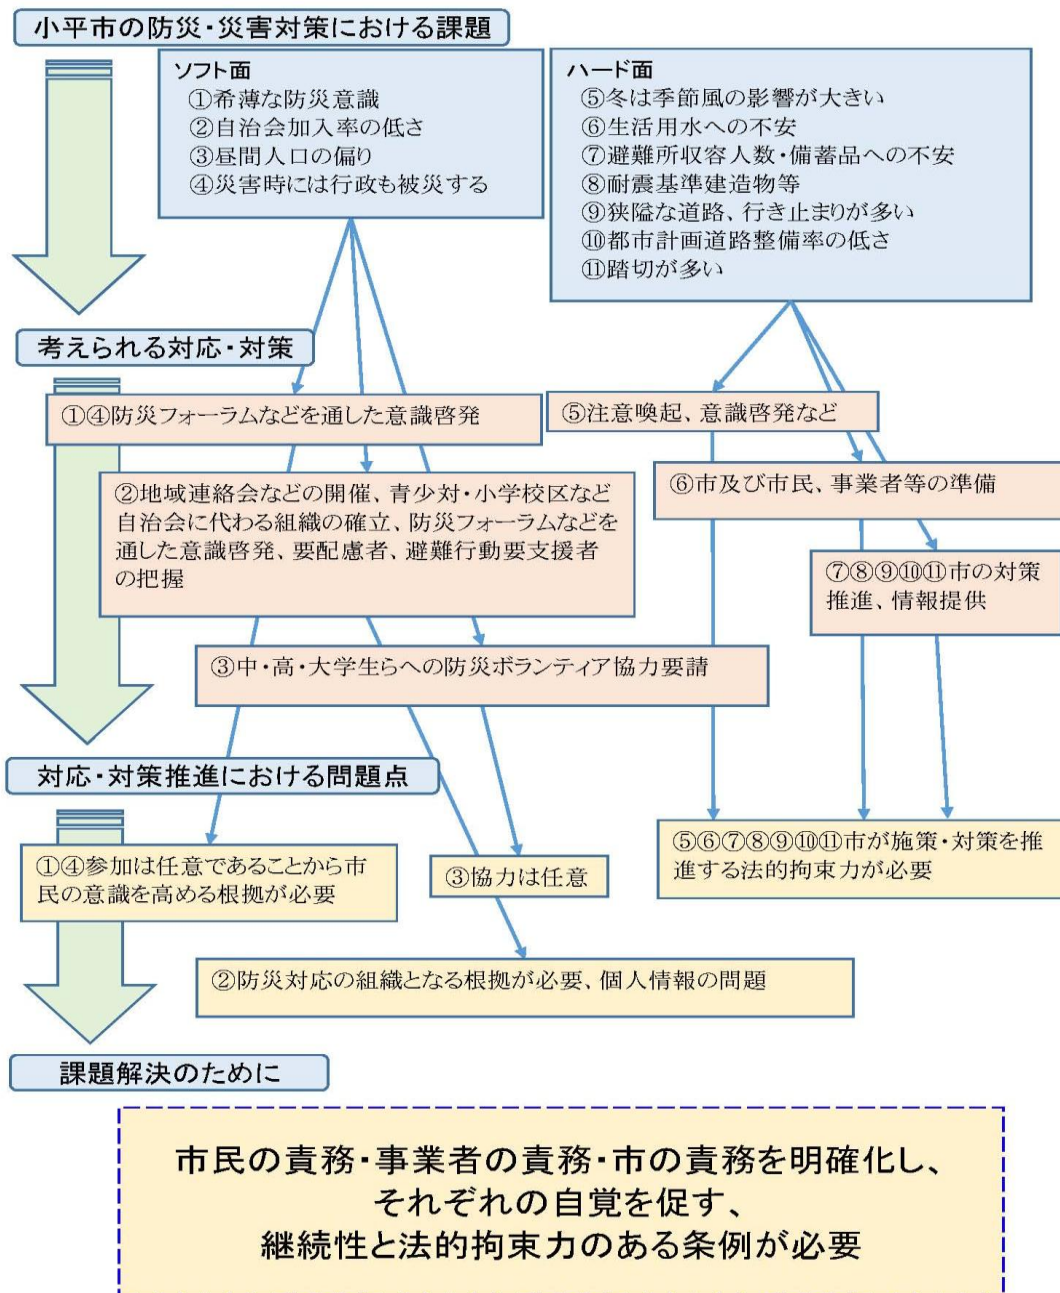 小平市の防災・災害対策における課題
ソフト面
①希薄な防災意識
②自治会加入率の低さ
③昼間人口の偏り
④災害時には行政も被災する
ハード面
⑤冬は季節風の影響が大きい
⑥生活用水への不安
⑦避難所収容人数・備蓄品への不安
⑧耐震基準建造物等
⑨狭隘な道路、行き止まりが多い
⑩都市計画道路整備率の低さ
⑪踏切が多い
考えられる対応・対策
①④防災フォーラムなどを通した意識啓発
⑤注意喚起、意識啓発など
②地域連絡会などの開催、青少対・小学校区など
自治会に代わる組織の確立、防災フォーラムなどを
通した意識啓発、要配慮者、避難行動要支援者
の把握
⑥市及び市民、事業者等の準備
⑦⑧⑨⑩⑪市の対策
推進、情報提供
③中・高・大学生らへの防災ボランティア協力要請
対応・対策推進における問題点
①④参加は任意であることから市
民の意識を高める根拠が必要
③協力は任意
⑤⑥⑦⑧⑨⑩⑪市が施策・対策を推
進する法的拘束力が必要
②防災対応の組織となる根拠が必要、個人情報の問題
課題解決のために
市民の責務・事業者の責務・市の責務を明確化し、
それぞれの自覚を促す、
継続性と法的拘束力のある条例が必要